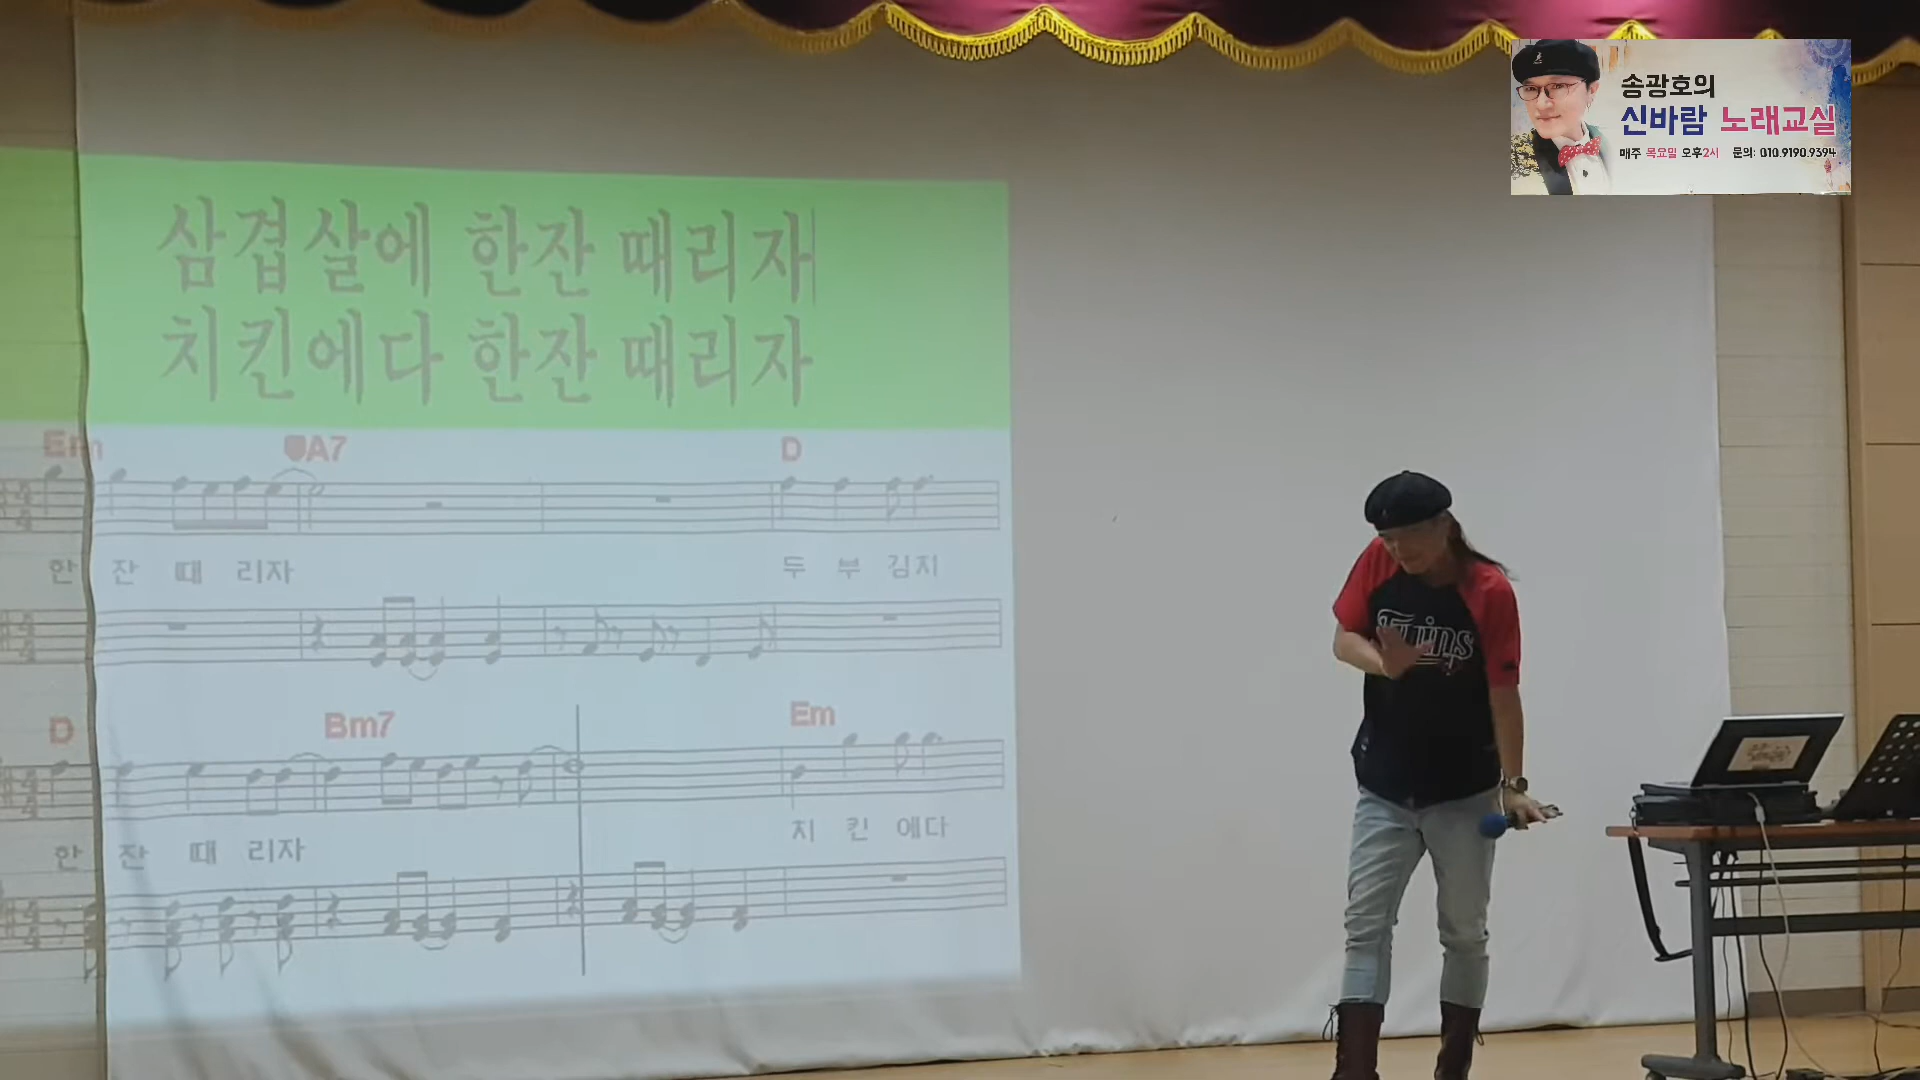 송광호의
신바람 노래교실
매주 목요일 오후2시 문의: 010.9190.9394
삼겹살에 한잔 때리자
치킨에다 한잔 때리자
Em A7 D
한 잔 때 리자 두 부 김치
D Bm7 Em
한 잔 때 리자 치 킨 에다
Twins